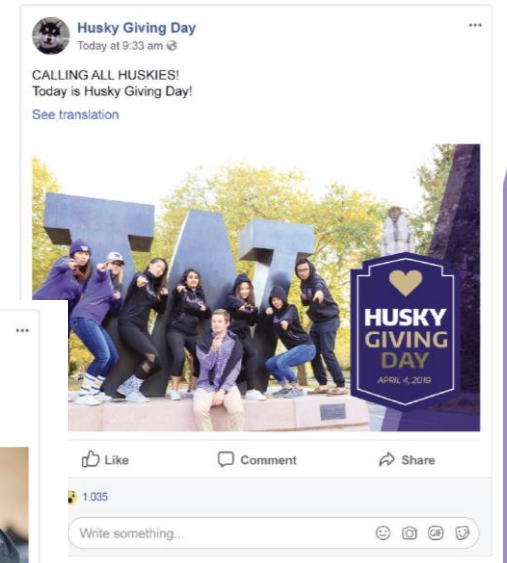 Husky Giving Day
Today at 9:33 am
CALLING ALL HUSKIES!
Today is Husky Giving Day!
See translation
HUSKY
GIVING
DAY
APRIL 4, 2019
Like
Comment
Share
1.035
Write something...
GIF